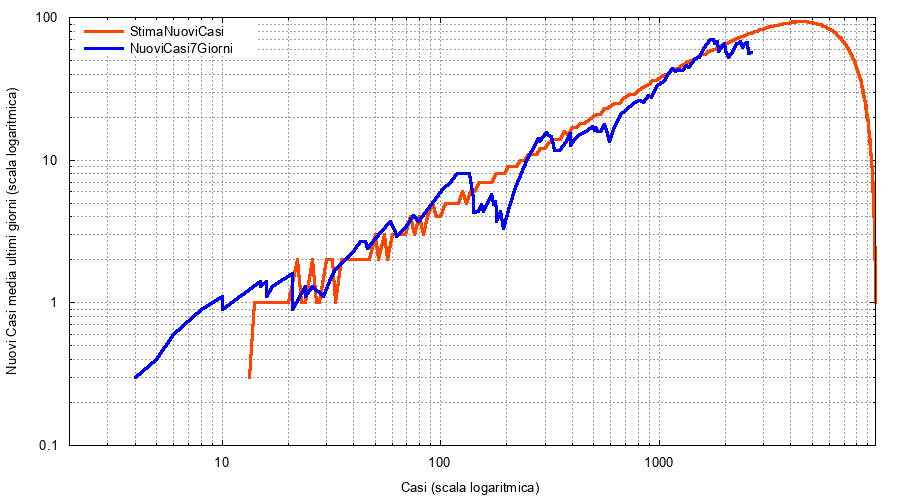 100
StimaNuoviCasi
NuoviCasi7Giorni
10
1
0.1
Nuovi Casi media ultimi giorni (scala logaritmica)
10
100
1000
Casi (scala logaritmica)